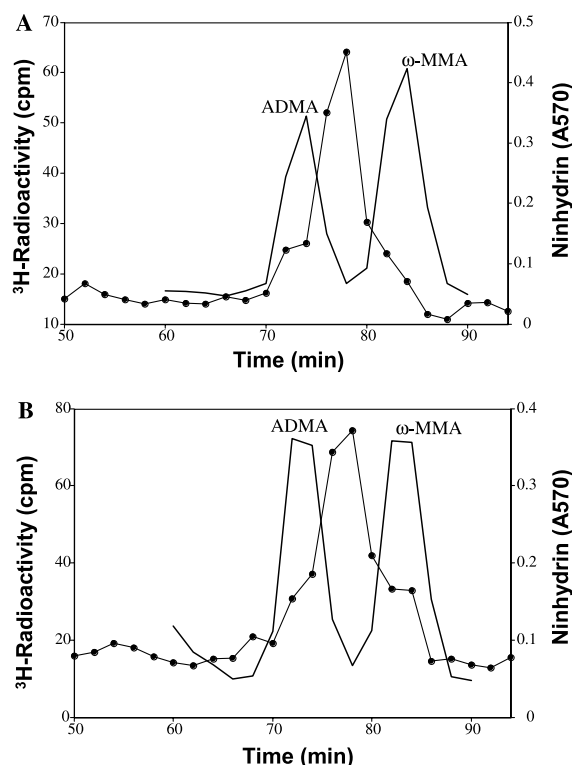 A
70
60
50
40
30
20
10
³H-Radioactivity (cpm)
0.5
0.4
0.3
0.2
0.1
0
Ninhydrin (A570)
ADMA
ω-MMA
50 60 70 80 90
Time (min)
B
80
60
40
20
0
³H-Radioactivity (cpm)
0.4
0.3
0.2
0.1
0
Ninhydrin (A570)
ADMA
ω-MMA
50 60 70 80 90
Time (min)